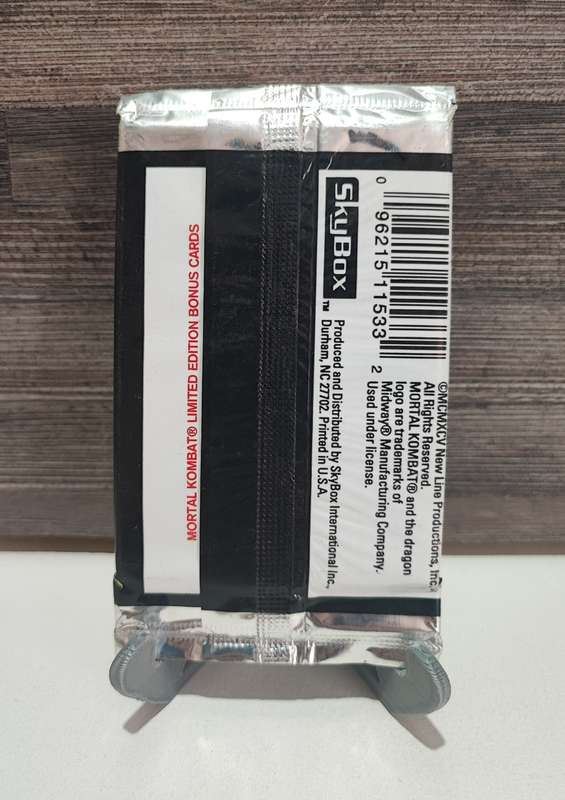 MORTAL KOMBAT® LIMITED EDITION BONUS CARDS
SkyBox™
Produced and Distributed by SkyBox International Inc.,
Durham, NC 27702. Printed in U.S.A.
0 96215 11533 2
©MCMXCV New Line Productions, Inc.
All Rights Reserved.
MORTAL KOMBAT® and the dragon
logo are trademarks of
Midway® Manufacturing Company.
Used under license.